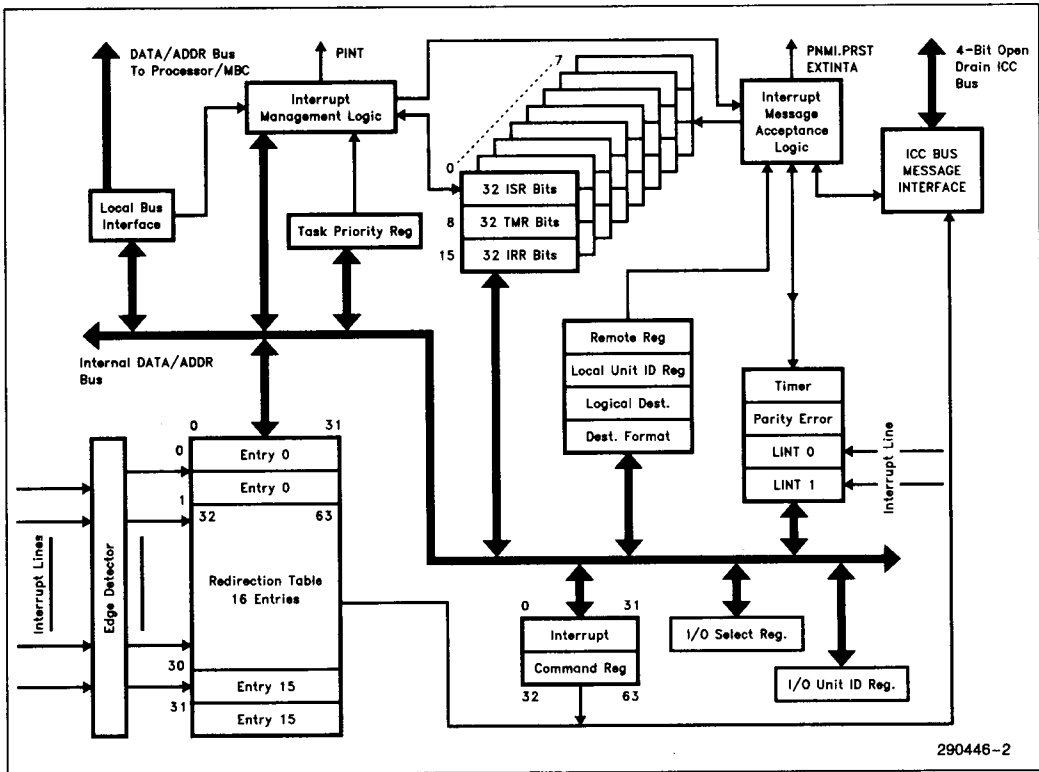 DATA/ADDR Bus
To Processor/MBC
PINT
PNMI.PRST
EXTINTA
4-Bit Open
Drain ICC
Bus
Interrupt
Management Logic
7
Interrupt
Message
Acceptance
Logic
ICC BUS
MESSAGE
INTERFACE
0
Local Bus
Interface
Task Priority Reg
32 ISR Bits
8
32 TMR Bits
15
32 IRR Bits
Internal DATA/ADDR
Bus
Remote Reg
Local Unit ID Reg
Logical Dest.
Dest. Format
Timer
Parity Error
LINT 0
LINT 1
Interrupt Line
0
31
0
Entry 0
Entry 0
1
32
63
Interrupt Lines
Edge Detector
Redirection Table
16 Entries
30
Entry 15
31
Entry 15
0
31
Interrupt
Command Reg
32
63
I/O Select Reg.
I/O Unit ID Reg.
290446-2